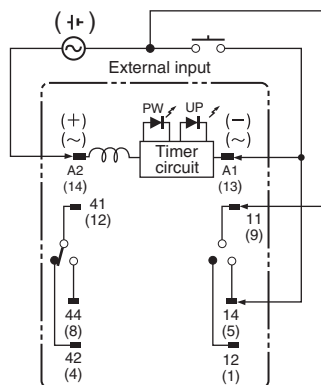 External input
(+)
(~)
PW
UP
(−)
(~)
Timer
circuit
A2
(14)
A1
(13)
41
(12)
11
(9)
44
(8)
14
(5)
42
(4)
12
(1)